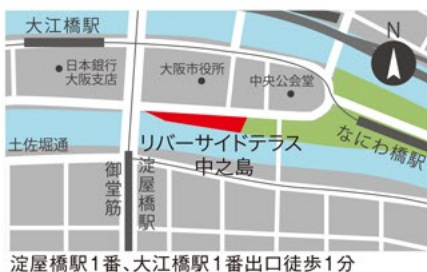 大江橋駅
N
日本銀行
大阪支店
大阪市役所
中央公会堂
なにわ橋駅
土佐堀通
リバーサイドテラス
中之島
御堂筋
淀屋橋駅
淀屋橋駅1番、大江橋駅1番出口徒歩1分